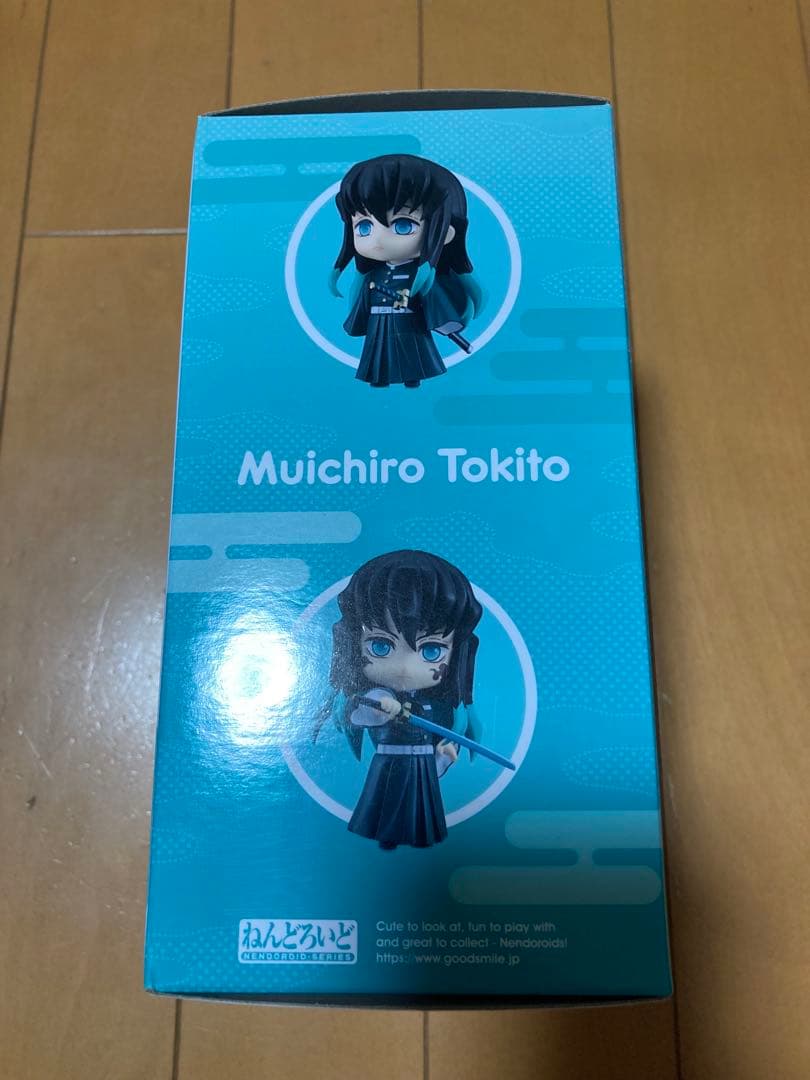 Muichiro Tokito
ねんどろいど
NENDOROID·SERIES
Cute to look at, fun to play with
and great to collect - Nendoroids!
https://www.goodsmile.jp